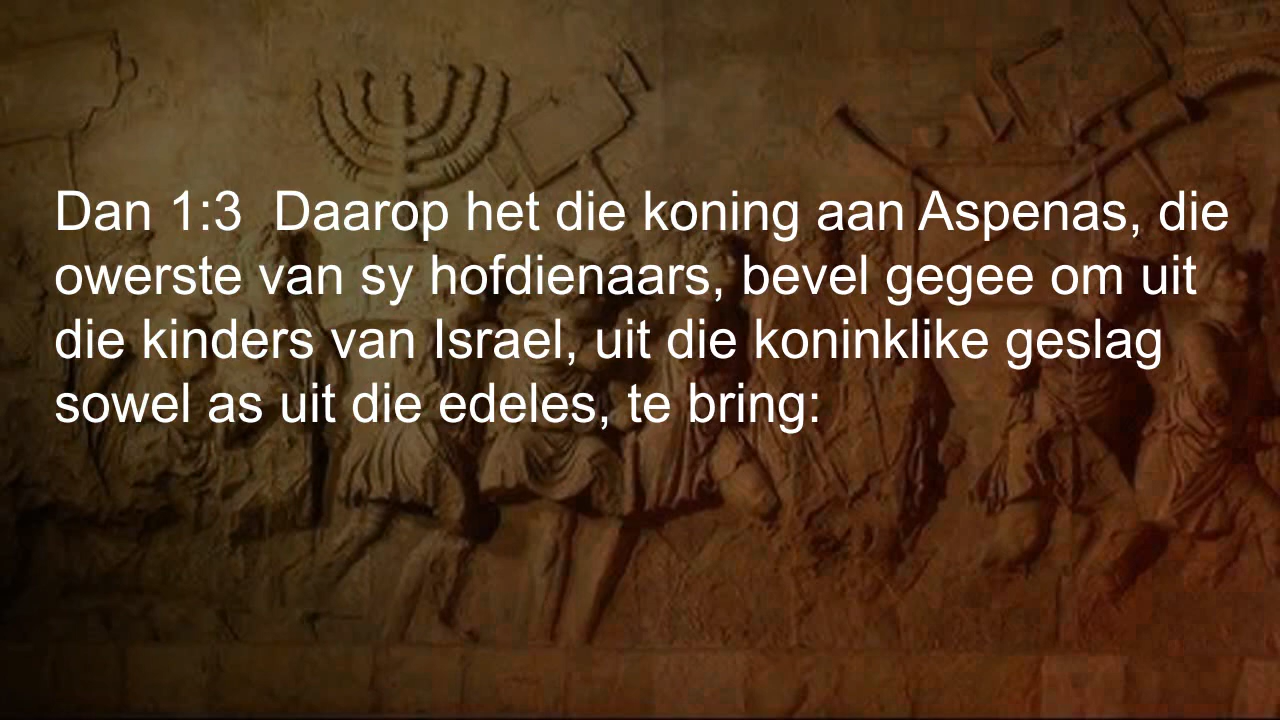 Dan 1:3  Daarop het die koning aan Aspenas, die
owerste van sy hofdienaars, bevel gegee om uit
die kinders van Israel, uit die koninklike geslag
sowel as uit die edeles, te bring: